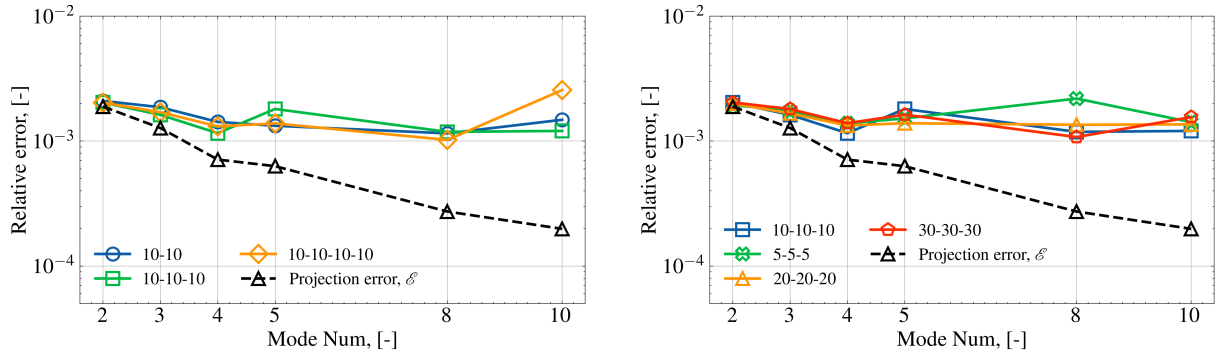 10⁻²
10⁻³
10⁻⁴
Relative error, [-]
10-10
10-10-10
10-10-10-10
Projection error, ℰ
2 3 4 5 8 10
Mode Num, [-]
10⁻²
10⁻³
10⁻⁴
Relative error, [-]
10-10-10
5-5-5
20-20-20
30-30-30
Projection error, ℰ
2 3 4 5 8 10
Mode Num, [-]